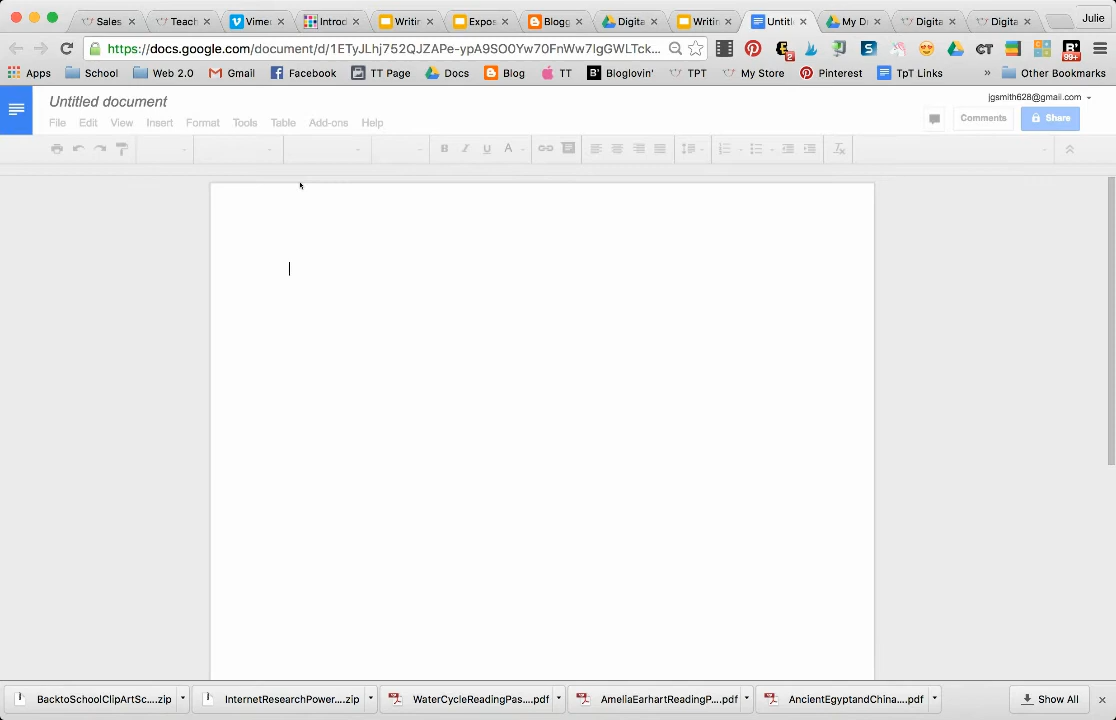 Sales Teach Vime Introd Writin Expos Blogg Digita Writin Untitl My D Digita Digita Julie
https://docs.google.com/document/d/1ETyJLhj752QJZAPe-ypA9SO0Yw70FnWw7IgGWLTck...
Apps School Web 2.0 Gmail Facebook TT Page Docs Blog TT Bloglovin' TPT My Store Pinterest TpT Links » Other Bookmarks
Untitled document
jgsmith628@gmail.com
File Edit View Insert Format Tools Table Add-ons Help
Comments Share
BacktoSchoolClipArtSc....zip InternetResearchPower....zip WaterCycleReadingPas....pdf AmeliaEarhartReadingP....pdf AncientEgyptandChina....pdf Show All